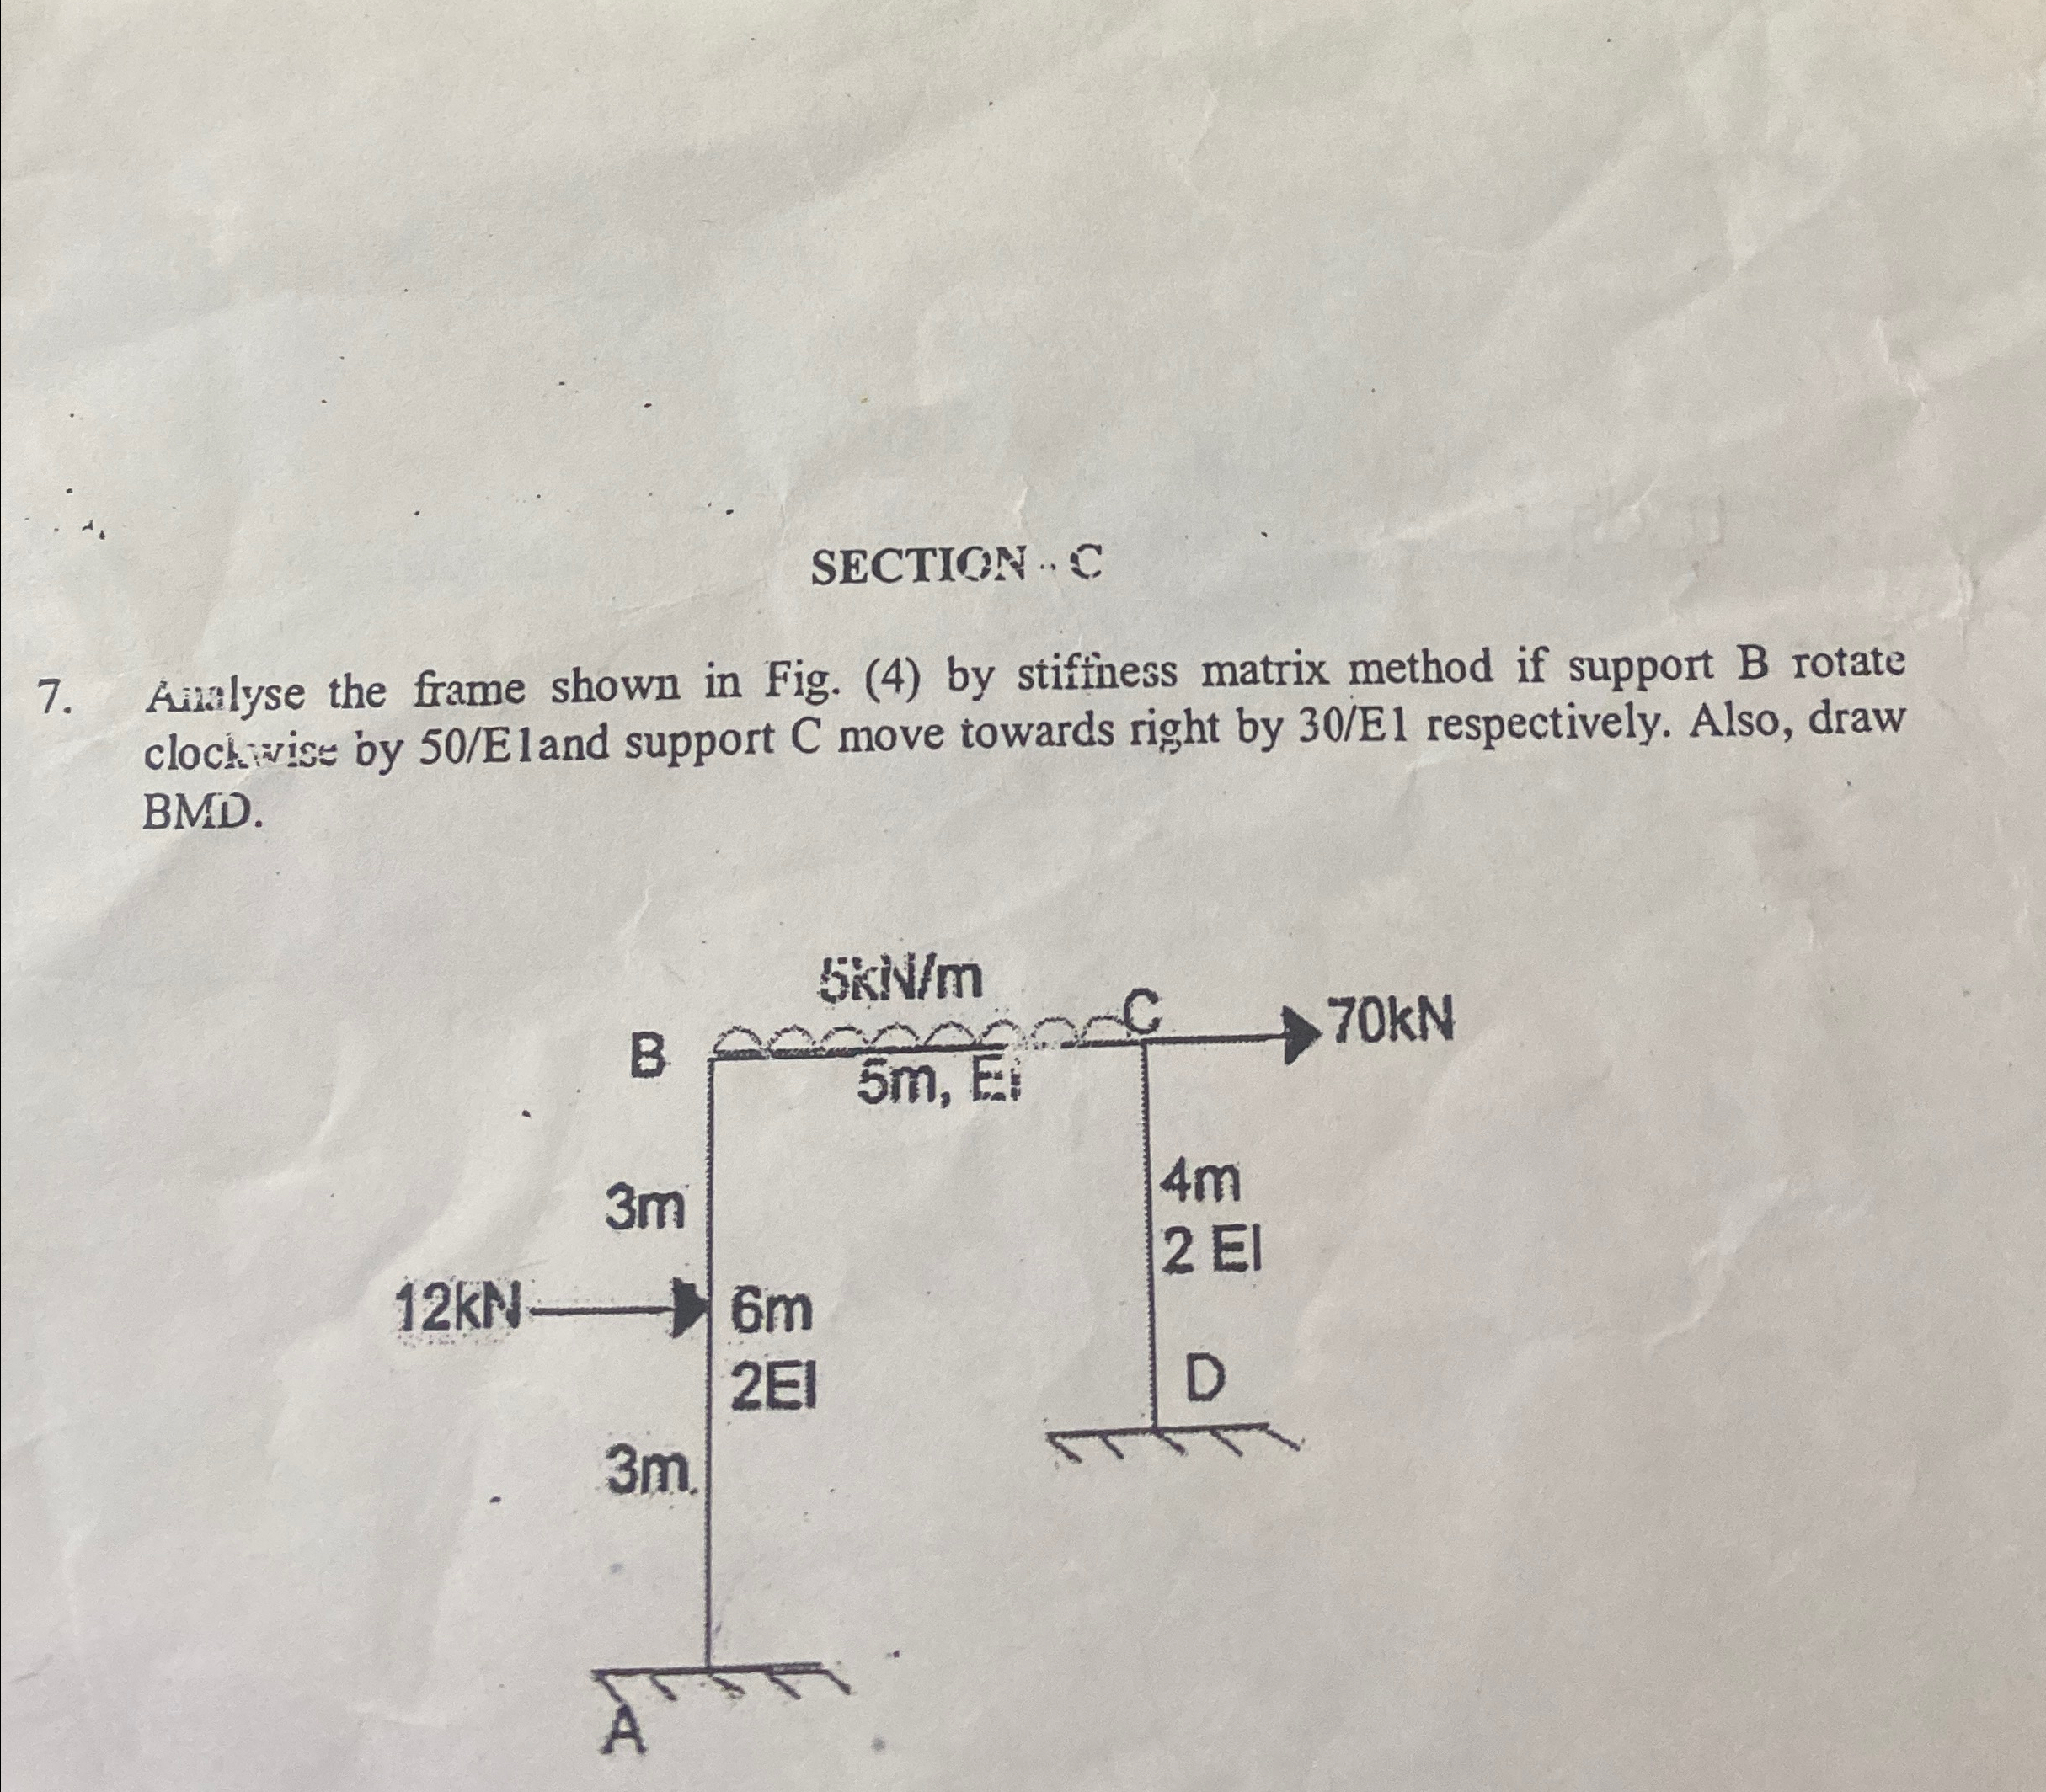 SECTION - C
7. Analyse the frame shown in Fig. (4) by stiffness matrix method if support B rotate
clockwise by 50/E1and support C move towards right by 30/E1 respectively. Also, draw
BMD.
5kN/m
C
70kN
B
5m, EI
3m
4m
2 EI
12kN
6m
2EI
D
3m
A